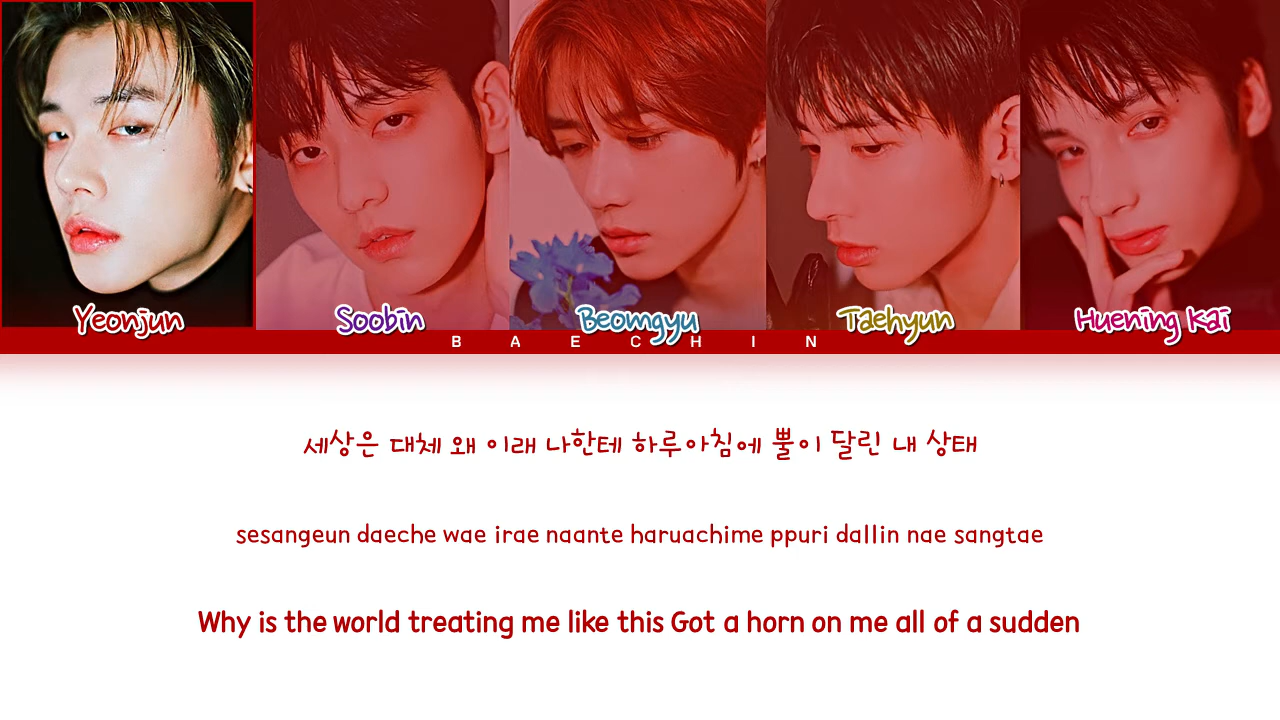 Yeonjun Soobin Beomgyu Taehyun Huening Kai
BAECHIN
세상은 대체 왜 이래 나한테 하루아침에 뿔이 달린 내 상태
sesangeun daeche wae irae naante haruachime ppuri dallin nae sangtae
Why is the world treating me like this Got a horn on me all of a sudden